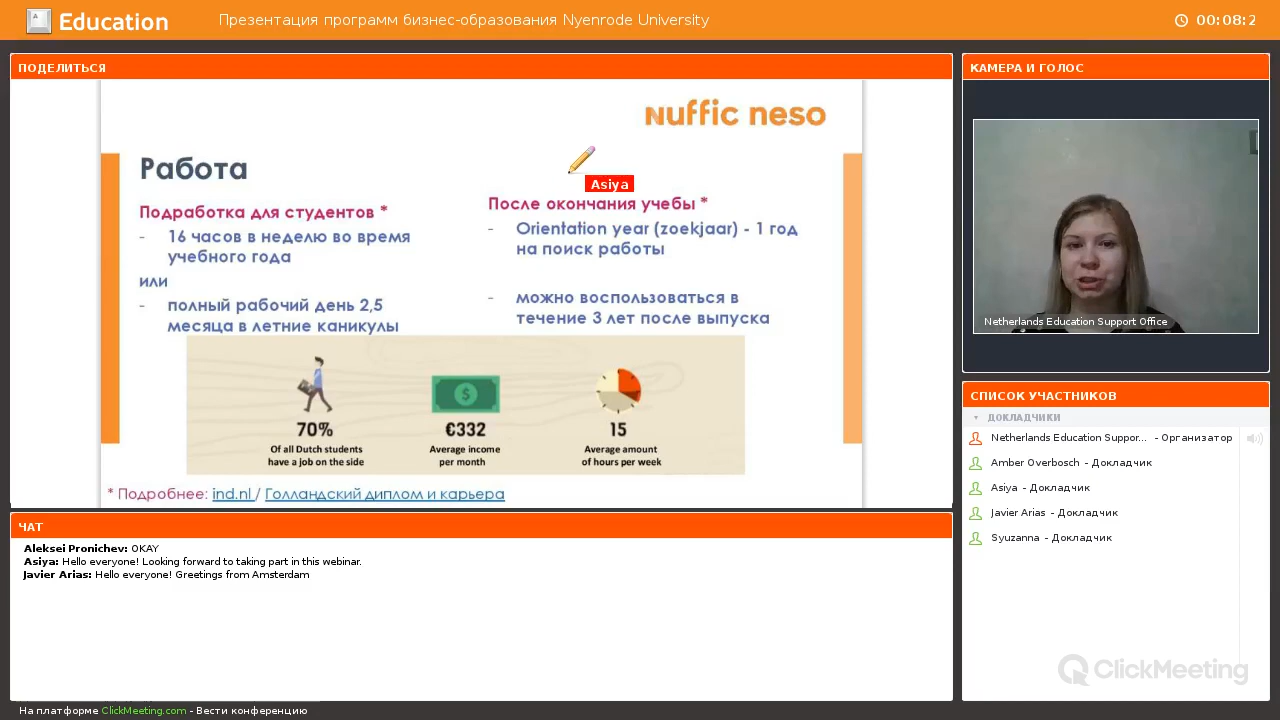 Education
Презентация программ бизнес-образования Nyenrode University
00:08:2
ПОДЕЛИТЬСЯ
nuffic neso
Работа
Asiya
Подработка для студентов *
- 16 часов в неделю во время
учебного года
или
- полный рабочий день 2,5
месяца в летние каникулы
После окончания учебы *
- Orientation year (zoekjaar) - 1 год
на поиск работы
- можно воспользоваться в
течение 3 лет после выпуска
70%
Of all Dutch students
have a job on the side
€332
Average income
per month
15
Average amount
of hours per week
* Подробнее: ind.nl / Голландский диплом и карьера
ЧАТ
Aleksei Pronichev: OKAY
Asiya: Hello everyone! Looking forward to taking part in this webinar.
Javier Arias: Hello everyone! Greetings from Amsterdam
КАМЕРА И ГОЛОС
Netherlands Education Support Office
СПИСОК УЧАСТНИКОВ
ДОКЛАДЧИКИ
Netherlands Education Suppor... - Организатор
Amber Overbosch - Докладчик
Asiya - Докладчик
Javier Arias - Докладчик
Syuzanna - Докладчик
ClickMeeting
На платформе ClickMeeting.com - Вести конференцию